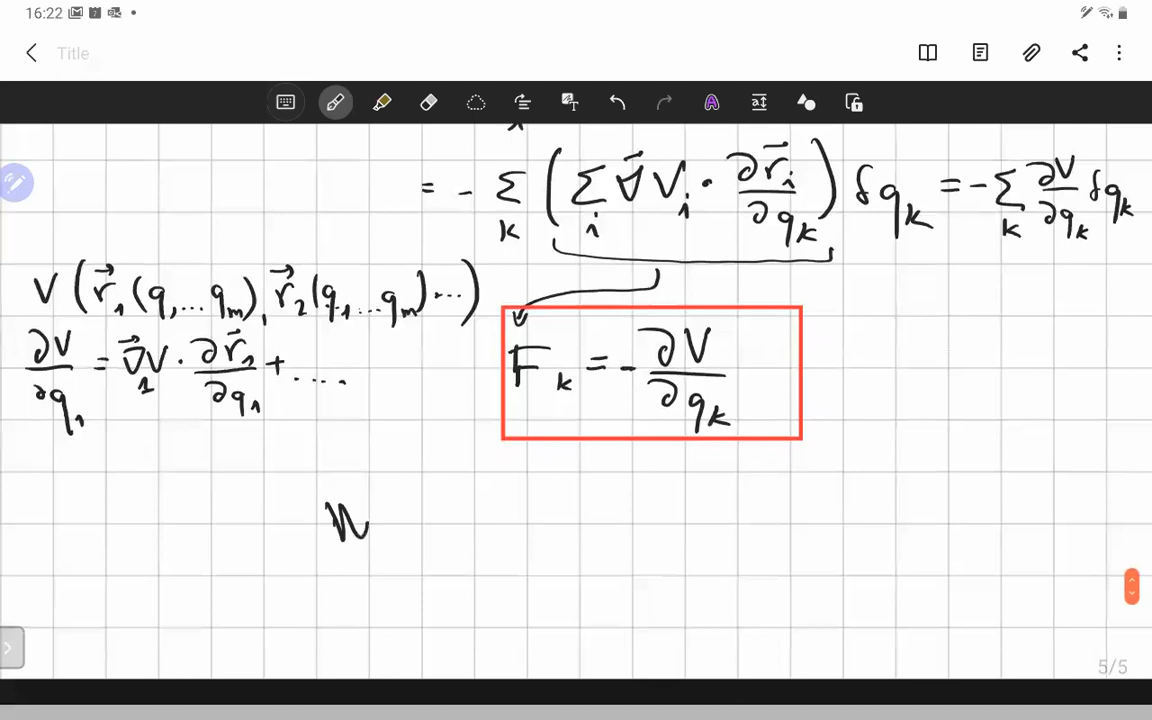 16:22
Title
= - Σ_k ( Σ_i ∇⃗V_i · ∂r⃗_i/∂q_k ) δq_k = - Σ_k ∂V/∂q_k δq_k
V ( r⃗_1 (q_1 ... q_m), r⃗_2 (q_1 ... q_m) ... )
∂V/∂q_1 = ∇⃗_1 V · ∂r⃗_1/∂q_1 + ....
F_k = - ∂V/∂q_k
5/5